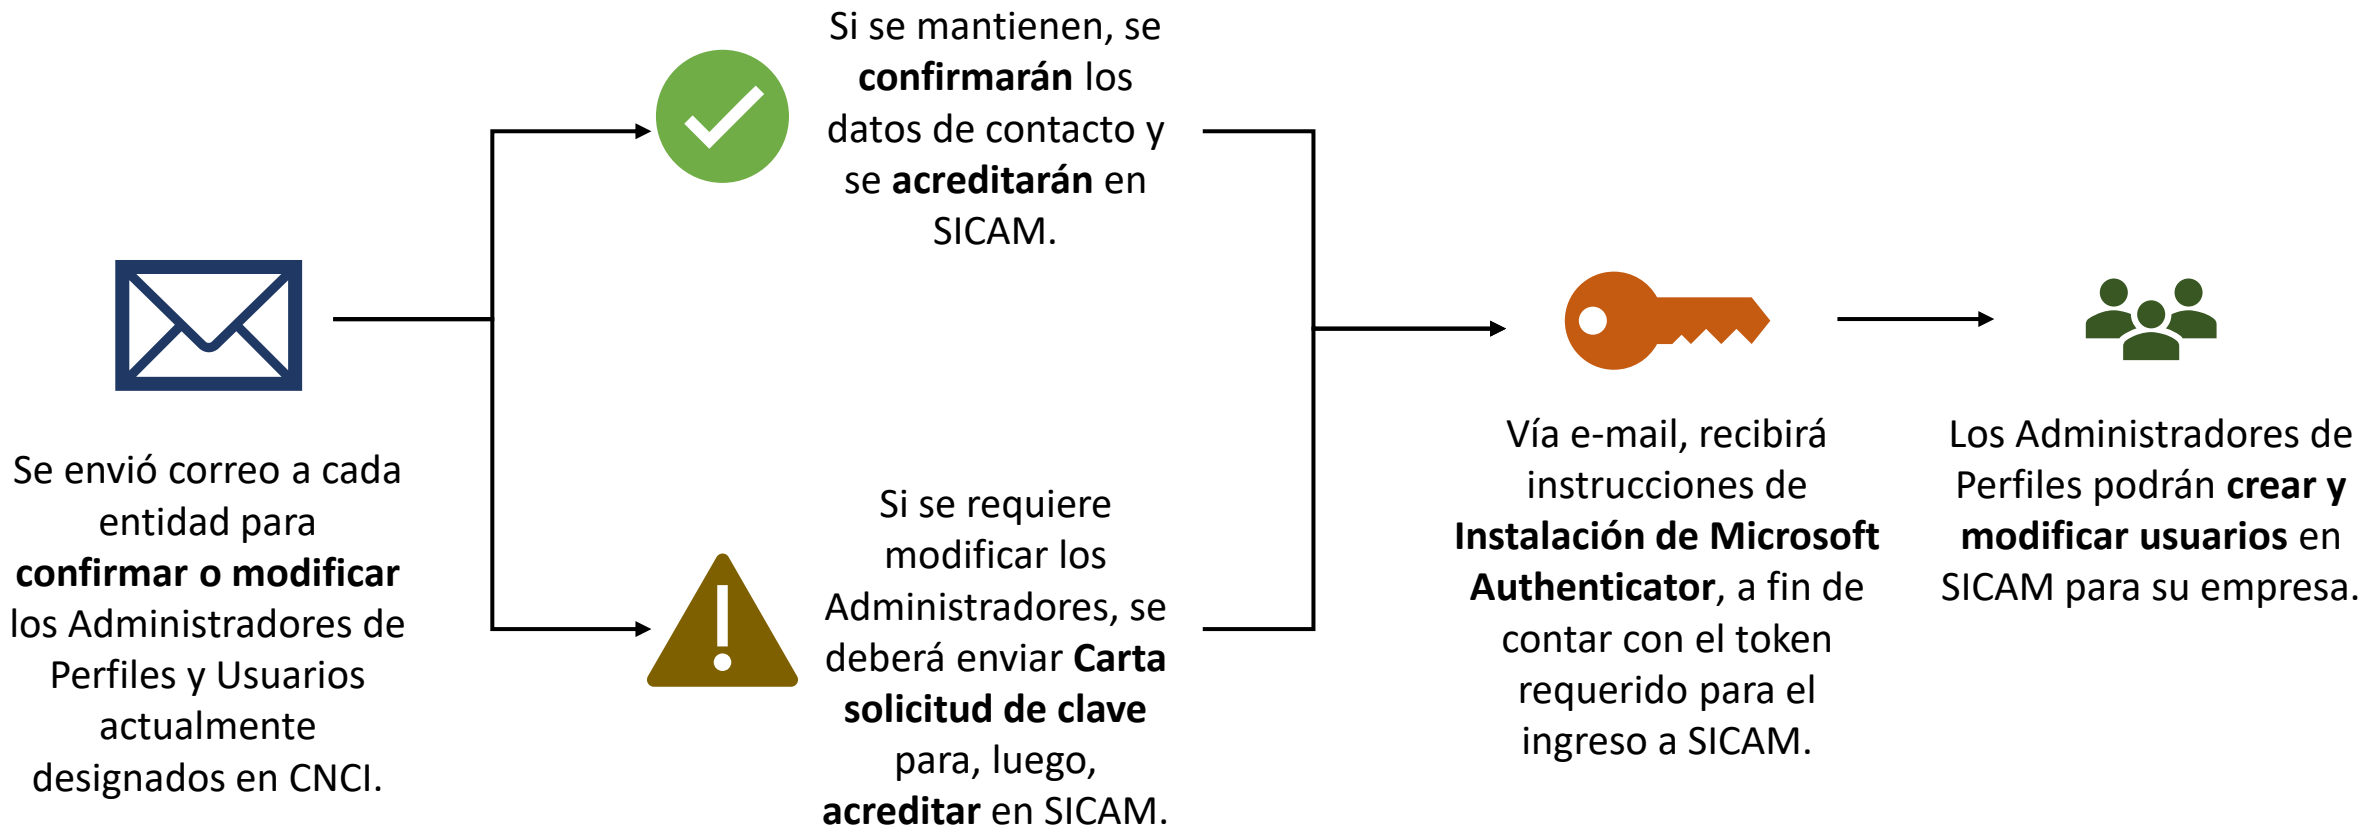 Se envió correo a cada
entidad para
confirmar o modificar
los Administradores de
Perfiles y Usuarios
actualmente
designados en CNCI.
Si se mantienen, se
confirmarán los
datos de contacto y
se acreditarán en
SICAM.
Si se requiere
modificar los
Administradores, se
deberá enviar Carta
solicitud de clave
para, luego,
acreditar en SICAM.
Vía e-mail, recibirá
instrucciones de
Instalación de Microsoft
Authenticator, a fin de
contar con el token
requerido para el
ingreso a SICAM.
Los Administradores de
Perfiles podrán crear y
modificar usuarios en
SICAM para su empresa.